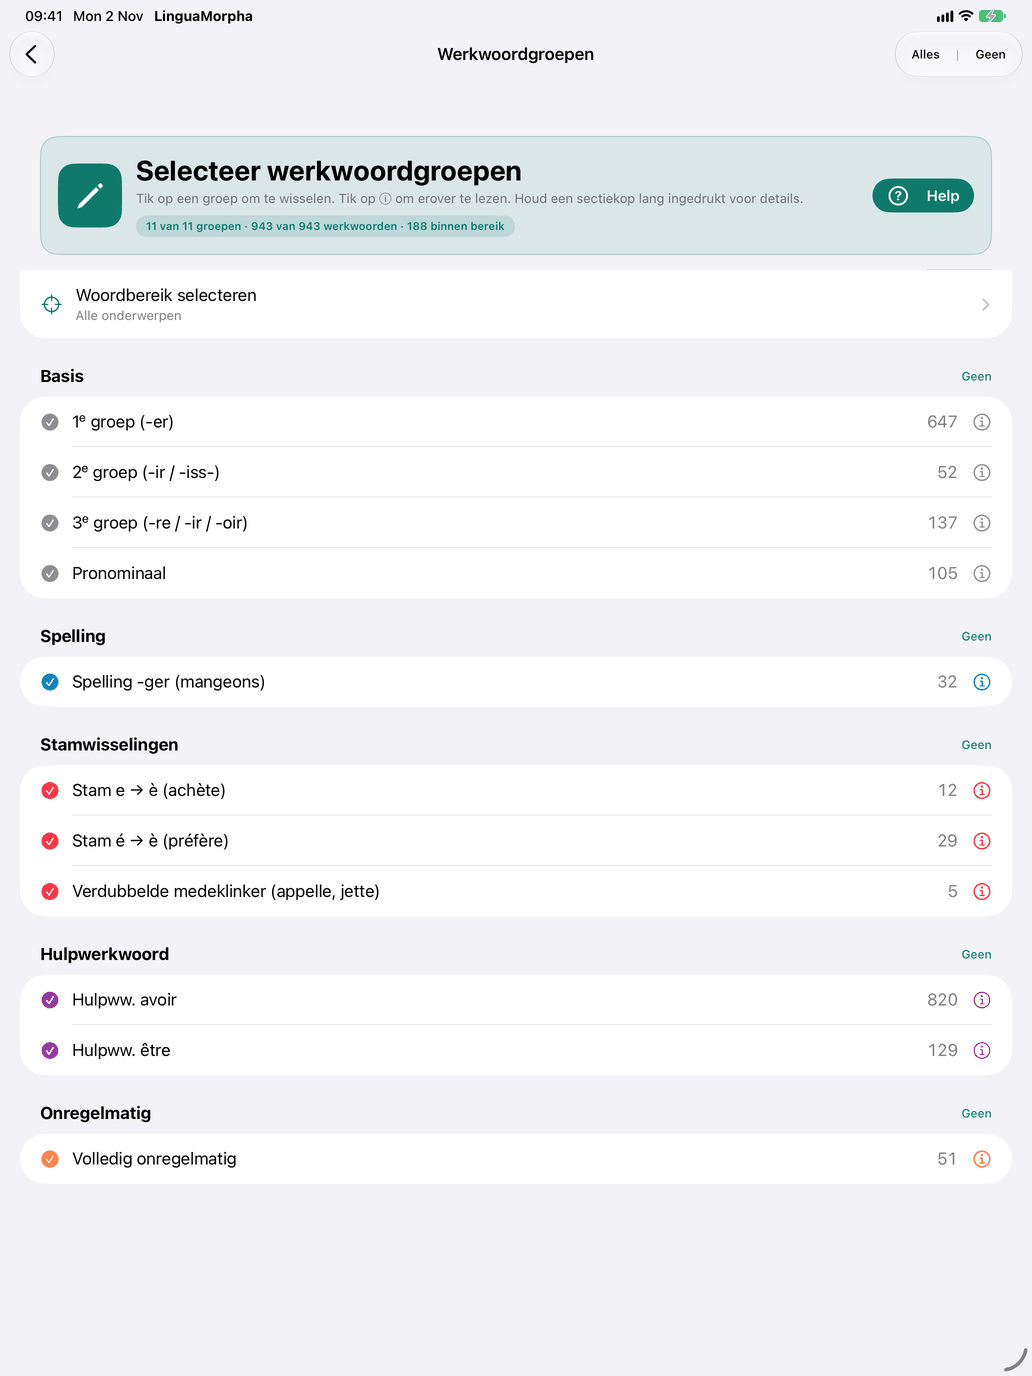 09:41 Mon 2 Nov LinguaMorpha
Werkwoordgroepen
Alles | Geen
Selecteer werkwoordgroepen
Tik op een groep om te wisselen. Tik op ⓘ om erover te lezen. Houd een sectiekop lang ingedrukt voor details.
11 van 11 groepen · 943 van 943 werkwoorden · 188 binnen bereik
Help
Woordbereik selecteren
Alle onderwerpen
Basis Geen
1ᵉ groep (-er) 647
2ᵉ groep (-ir / -iss-) 52
3ᵉ groep (-re / -ir / -oir) 137
Pronominaal 105
Spelling Geen
Spelling -ger (mangeons) 32
Stamwisselingen Geen
Stam e → è (achète) 12
Stam é → è (préfère) 29
Verdubbelde medeklinker (appelle, jette) 5
Hulpwerkwoord Geen
Hulpww. avoir 820
Hulpww. être 129
Onregelmatig Geen
Volledig onregelmatig 51